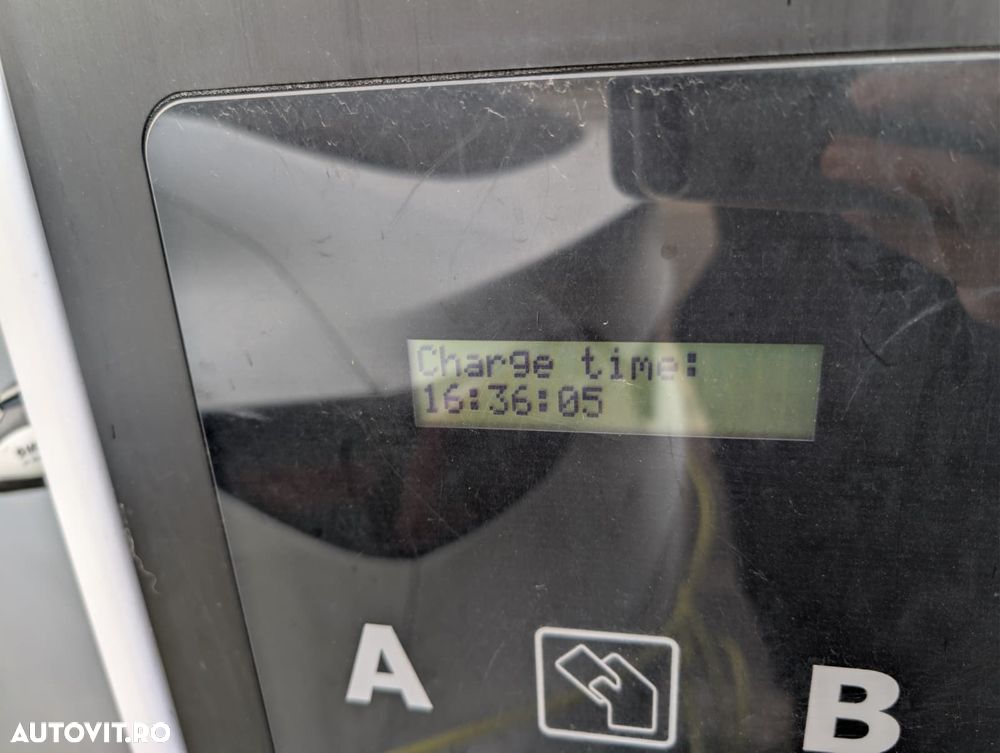 Charge time:
16:36:05
A
B
AUTOVIT.RO